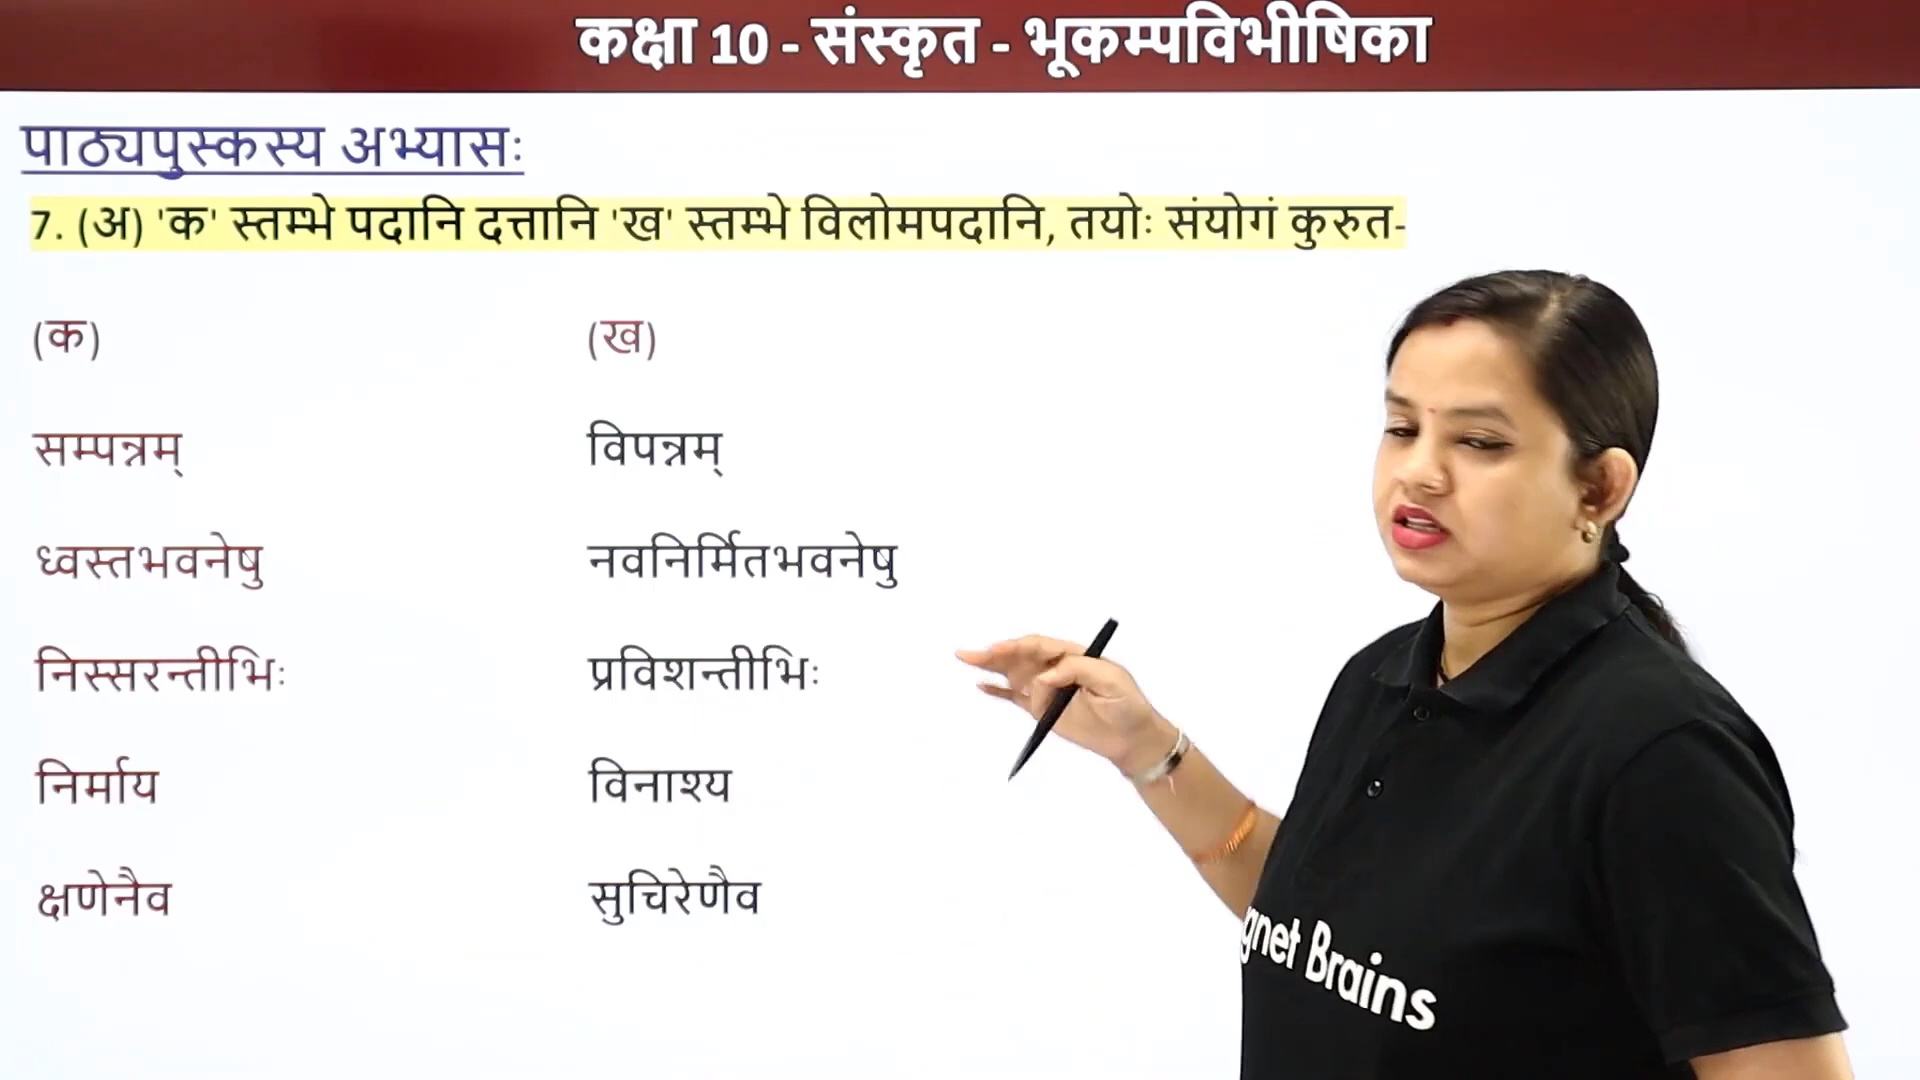 कक्षा 10 - संस्कृत - भूकम्पविभीषिका
पाठ्यपुस्कस्य अभ्यासः
7. (अ) 'क' स्तम्भे पदानि दत्तानि 'ख' स्तम्भे विलोमपदानि, तयोः संयोगं कुरुत-
(क) (ख)
सम्पन्नम् विपन्नम्
ध्वस्तभवनेषु नवनिर्मितभवनेषु
निस्सरन्तीभिः प्रविशन्तीभिः
निर्माय विनाश्य
क्षणेनैव सुचिरेणैव
gnet Brains